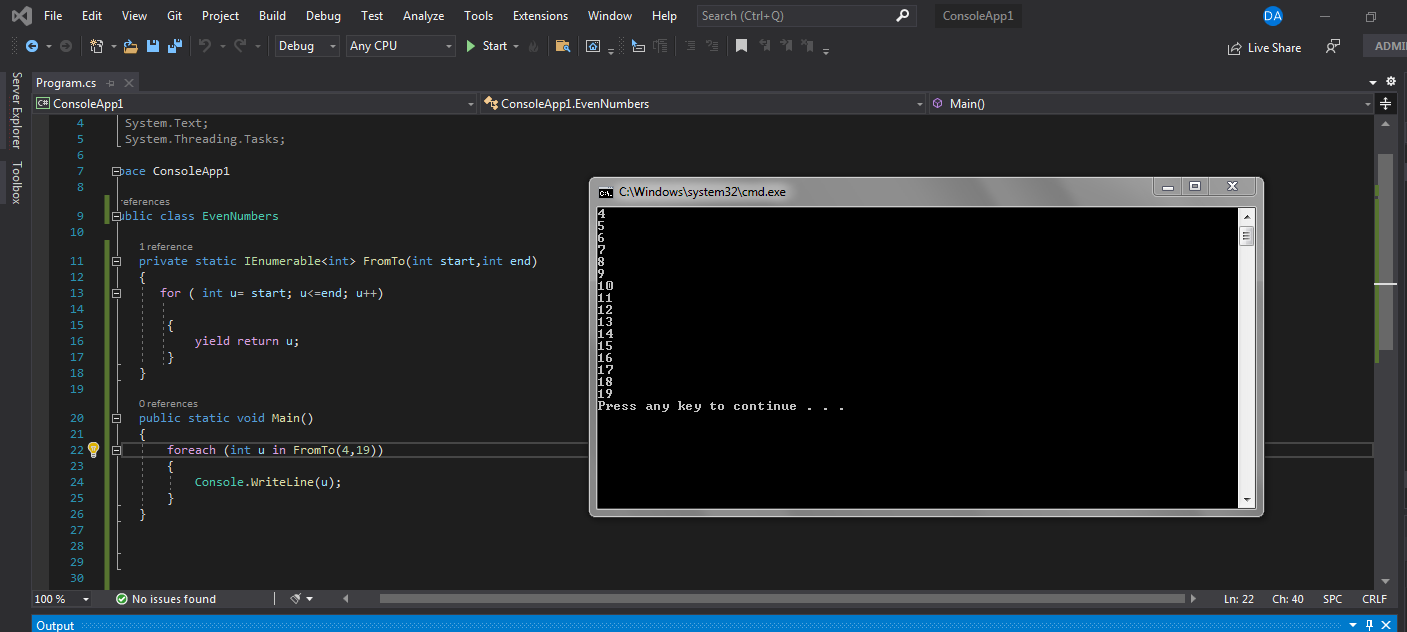 File Edit View Git Project Build Debug Test Analyze Tools Extensions Window Help Search (Ctrl+Q) ConsoleApp1 DA
Debug Any CPU Start Live Share ADMI
Server Explorer
Toolbox
Program.cs
C# ConsoleApp1 ConsoleApp1.EvenNumbers Main()
4 System.Text;
5 System.Threading.Tasks;
6
7 pace ConsoleApp1
8
references
9 ublic class EvenNumbers
10
1 reference
11 private static IEnumerable<int> FromTo(int start,int end)
12 {
13 for ( int u= start; u<=end; u++)
14
15 {
16 yield return u;
17 }
18 }
19
0 references
20 public static void Main()
21 {
22 foreach (int u in FromTo(4,19))
23 {
24 Console.WriteLine(u);
25 }
26 }
27
28
29
30
C:\Windows\system32\cmd.exe
4
5
6
7
8
9
10
11
12
13
14
15
16
17
18
19
Press any key to continue . . .
100 % No issues found Ln: 22 Ch: 40 SPC CRLF
Output